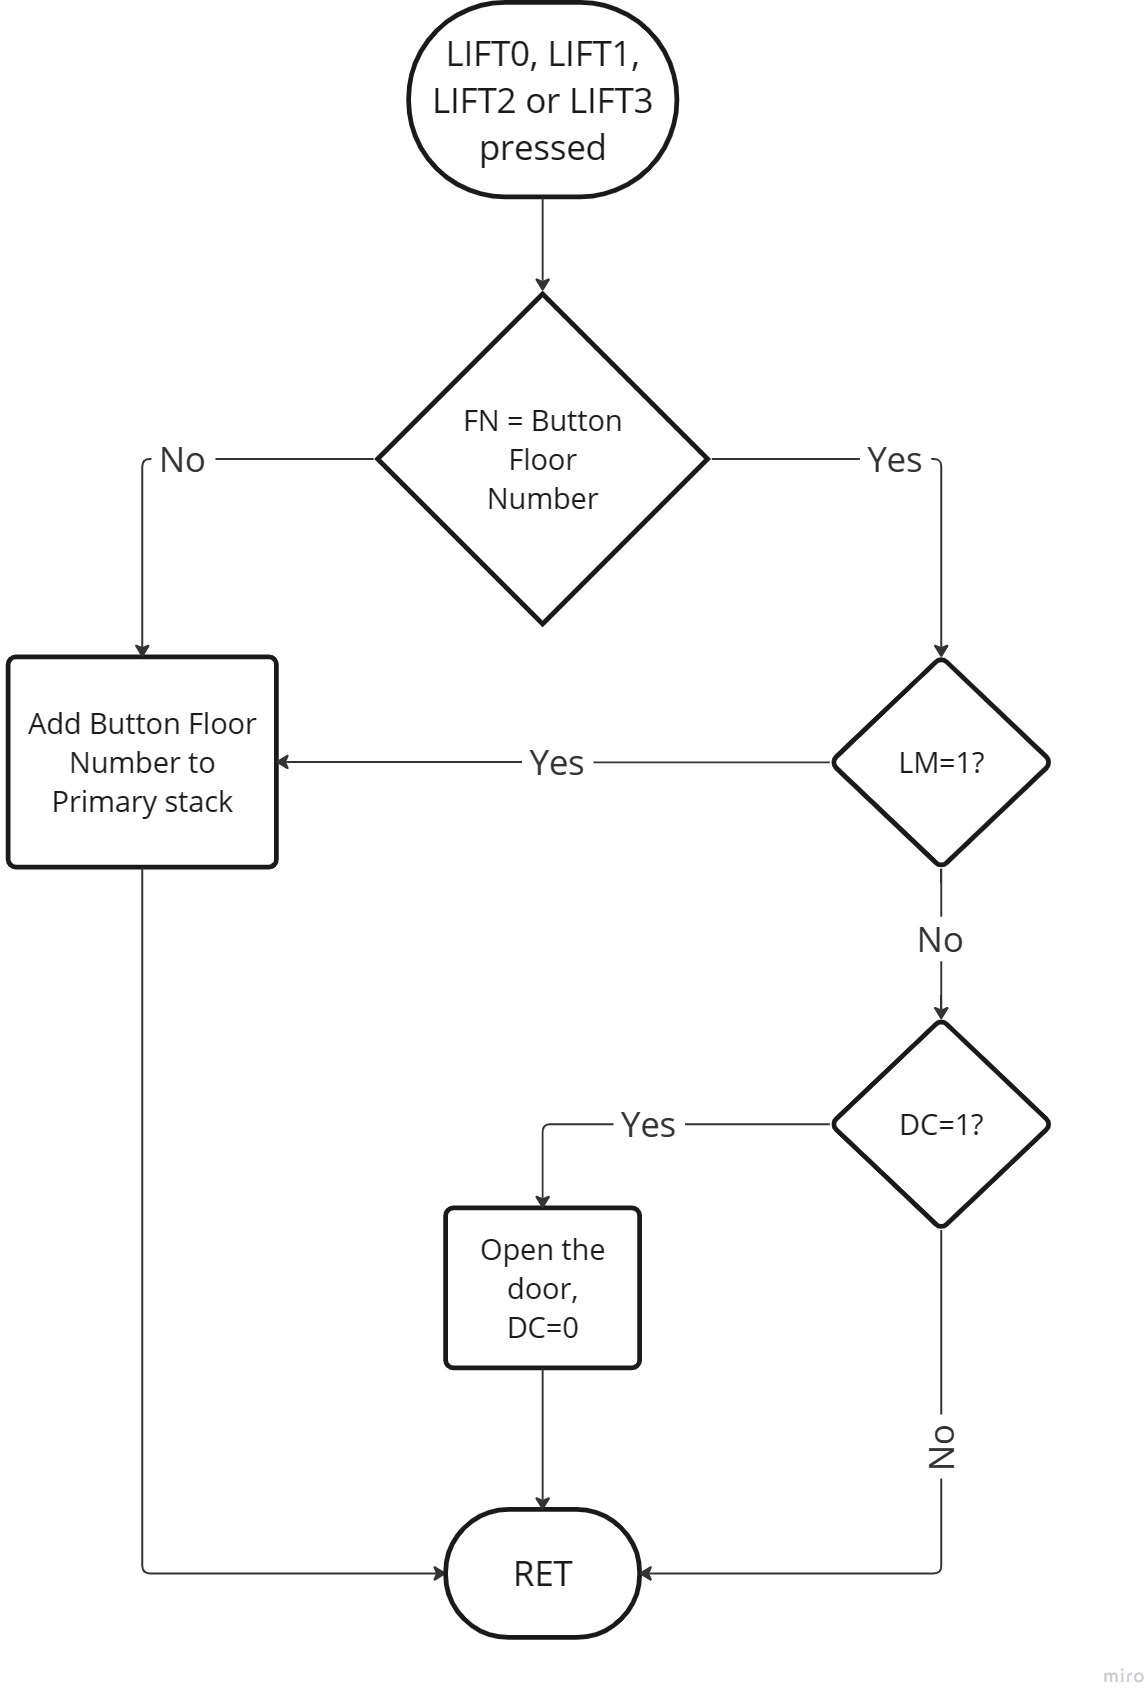 LIFT0, LIFT1,
LIFT2 or LIFT3
pressed
FN = Button
Floor
Number
No
Yes
Add Button Floor
Number to
Primary stack
Yes
LM=1?
No
Yes
DC=1?
Open the
door,
DC=0
No
RET
miro